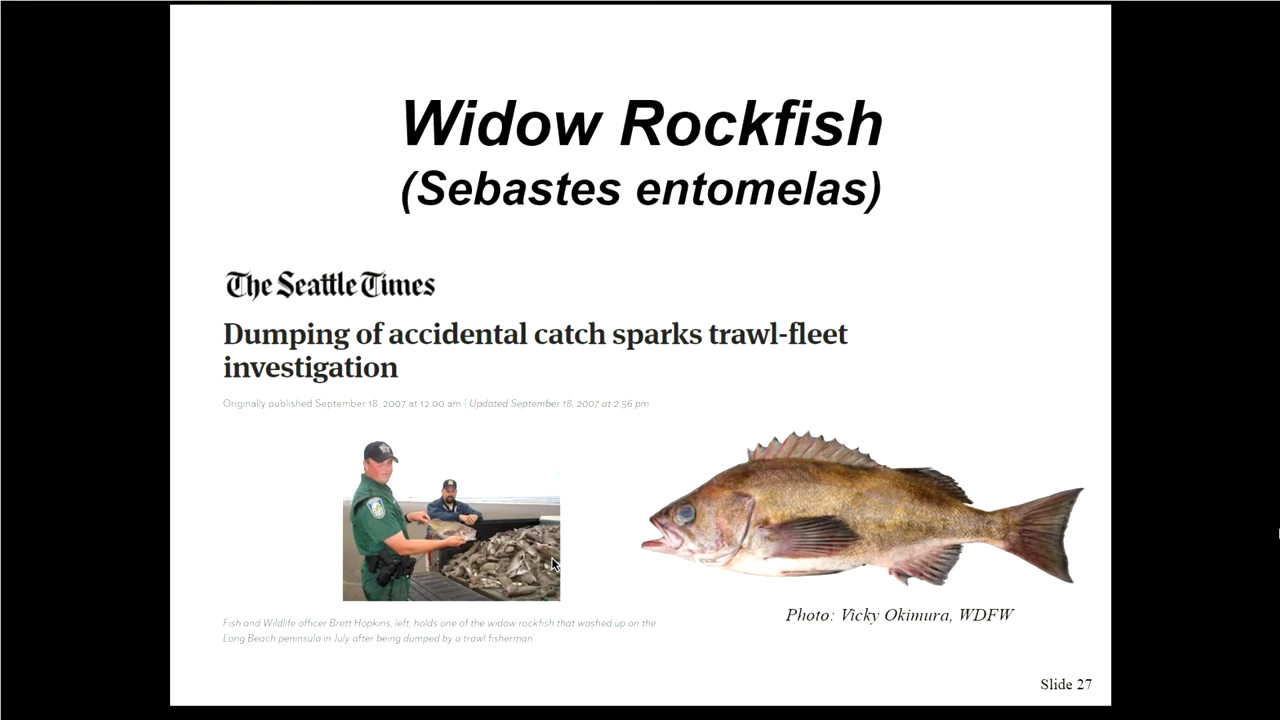 Widow Rockfish
(Sebastes entomelas)
The Seattle Times
Dumping of accidental catch sparks trawl-fleet
investigation
Originally published September 18, 2007 at 12:00 am | Updated September 18, 2007 at 2:56 pm
Fish and Wildlife officer Brett Hopkins, left, holds one of the widow rockfish that washed up on the
Long Beach peninsula in July after being dumped by a trawl fisherman
Photo: Vicky Okimura, WDFW
Slide 27